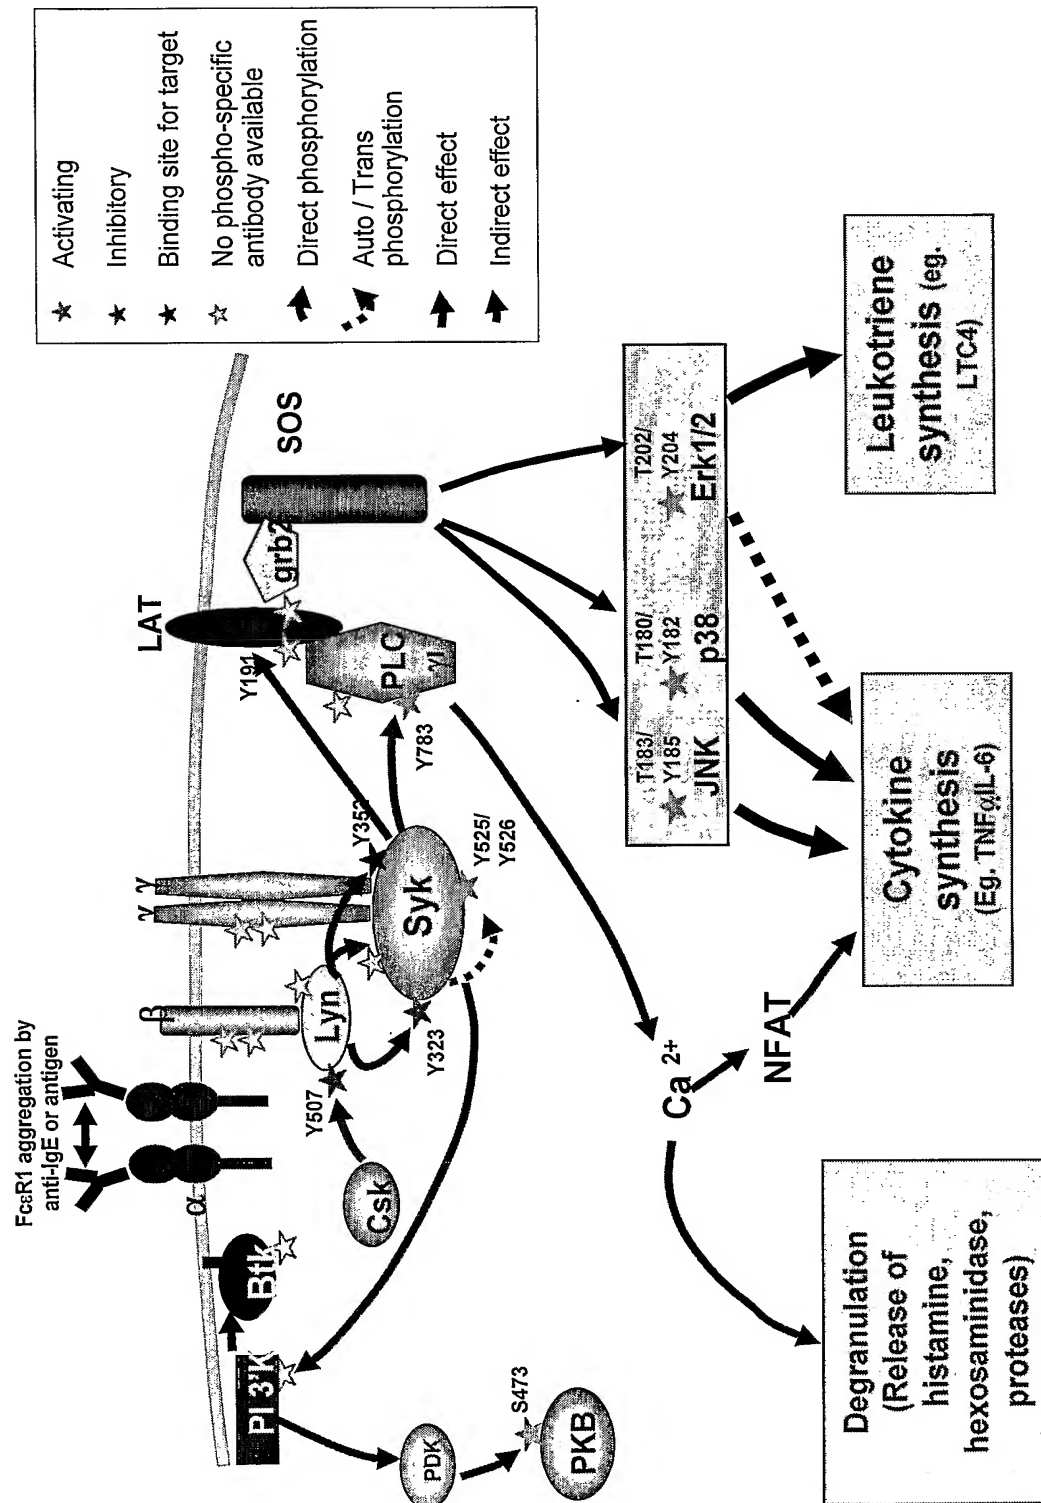 FcεR1 aggregation by
anti-IgE or antigen
α
β
γ
γ
LAT
PI 3'K
Btk
Csk
Y507
Lyn
Y323
Syk
Y352
Y525/
Y526
Y191
PLC
γI
Y783
grb2
SOS
PDK
S473
PKB
Ca 2+
NFAT
T183/
Y185
JNK
T180/
Y182
p38
T202/
Y204
Erk1/2
Degranulation
(Release of
histamine,
hexosaminidase,
proteases)
Cytokine
synthesis
(Eg. TNFαIL-6)
Leukotriene
synthesis (eg.
LTC4)
Activating
Inhibitory
Binding site for target
No phospho-specific
antibody available
Direct phosphorylation
Auto / Trans
phosphorylation
Direct effect
Indirect effect